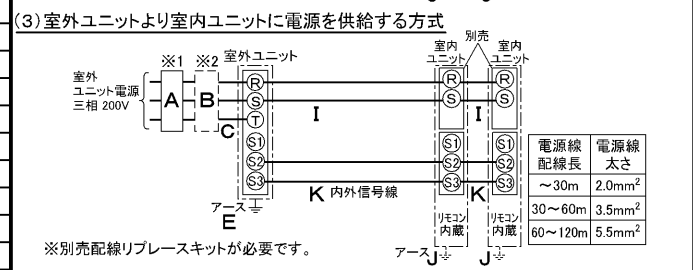 (3)室外ユニットより室内ユニットに電源を供給する方式
※1 ※2 室外ユニット
別売
室内ユニット
室内ユニット
室外
ユニット電源
三相 200V
A
B
C
R
S
T
S1
S2
S3
I
K 内外信号線
R
S
S1
S2
S3
I
K
R
S
S1
S2
S3
アース
E
リモコン
内蔵
リモコン
内蔵
アース J
J
※別売配線リプレースキットが必要です。
電源線配線長 電源線太さ
～30m 2.0mm²
30～60m 3.5mm²
60～120m 5.5mm²